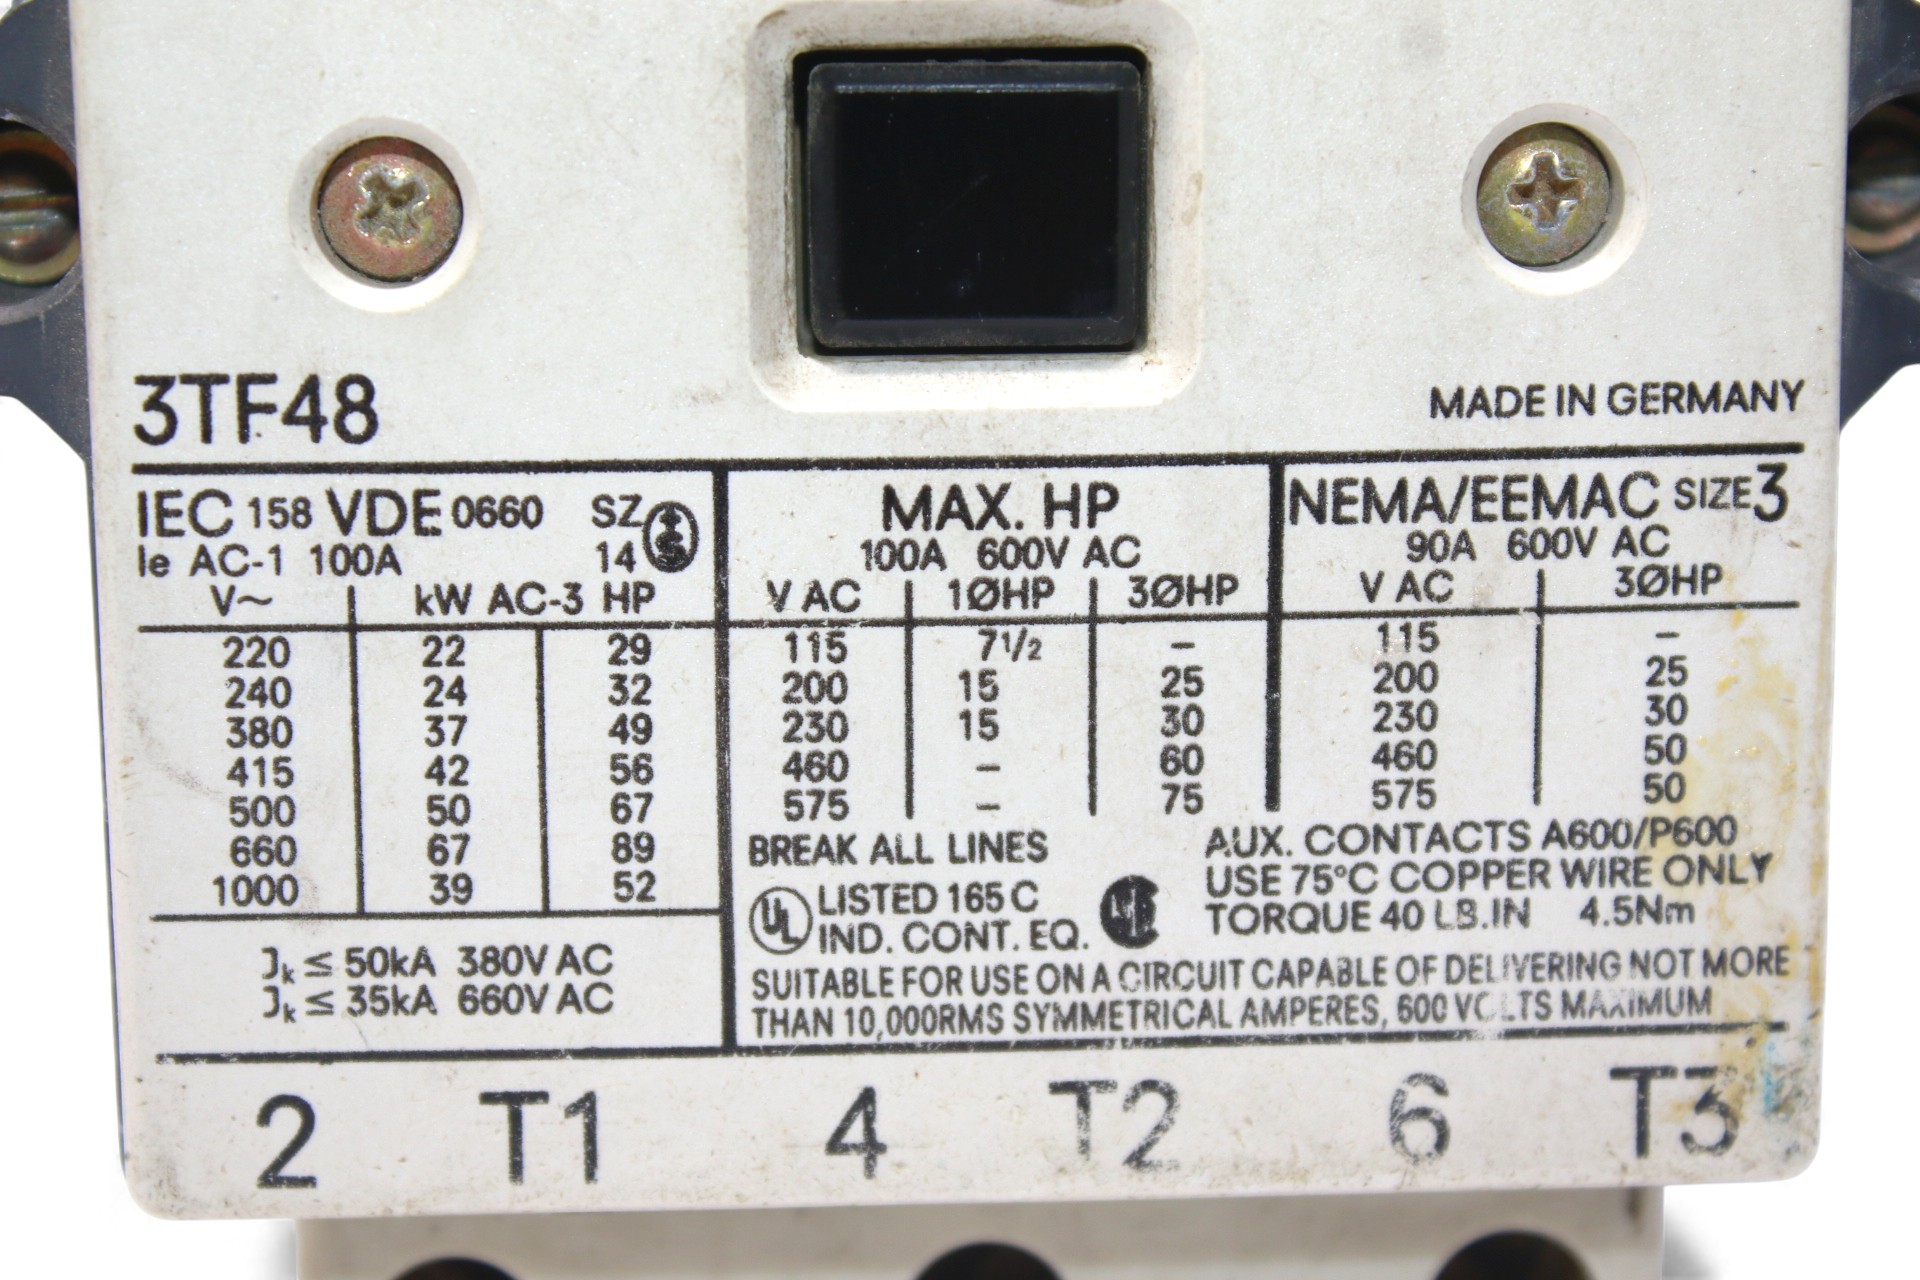 3TF48
MADE IN GERMANY
IEC 158 VDE 0660 SZ
Ie AC-1 100A 14
V~ kW AC-3 HP
220 22 29
240 24 32
380 37 49
415 42 56
500 50 67
660 67 89
1000 39 52
Jk ≤ 50kA 380V AC
Jk ≤ 35kA 660V AC
MAX. HP
100A 600V AC
V AC 1ØHP 3ØHP
115 7 1/2 –
200 15 25
230 15 30
460 – 60
575 – 75
NEMA/EEMAC SIZE 3
90A 600V AC
V AC 3ØHP
115 –
200 25
230 30
460 50
575 50
BREAK ALL LINES
UL LISTED 165 C
IND. CONT. EQ.
AUX. CONTACTS A600/P600
USE 75°C COPPER WIRE ONLY
TORQUE 40 LB.IN 4.5Nm
SUITABLE FOR USE ON A CIRCUIT CAPABLE OF DELIVERING NOT MORE
THAN 10,000RMS SYMMETRICAL AMPERES, 600 VOLTS MAXIMUM
2 T1 4 T2 6 T3